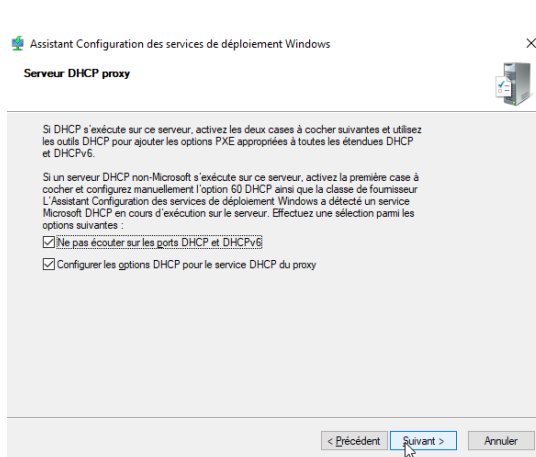 Assistant Configuration des services de déploiement Windows
Serveur DHCP proxy
Si DHCP s'exécute sur ce serveur, activez les deux cases à cocher suivantes et utilisez
les outils DHCP pour ajouter les options PXE appropriées à toutes les étendues DHCP
et DHCPv6.
Si un serveur DHCP non-Microsoft s'exécute sur ce serveur, activez la première case à
cocher et configurez manuellement l'option 60 DHCP ainsi que la classe de fournisseur
L'Assistant Configuration des services de déploiement Windows a détecté un service
Microsoft DHCP en cours d'exécution sur le serveur. Effectuez une sélection parmi les
options suivantes :
Ne pas écouter sur les ports DHCP et DHCPv6
Configurer les options DHCP pour le service DHCP du proxy
< Précédent Suivant > Annuler